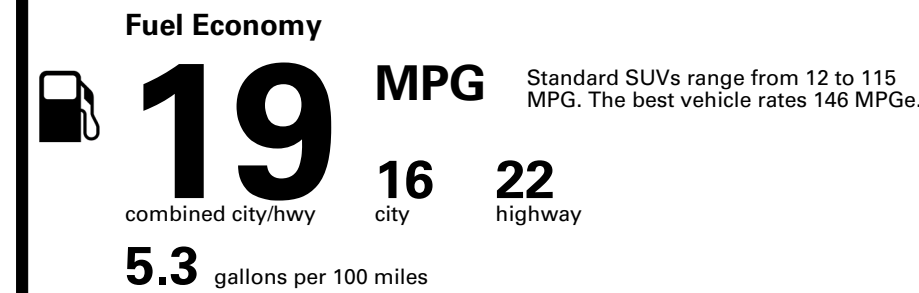 Fuel Economy
19 MPG
Standard SUVs range from 12 to 115
MPG. The best vehicle rates 146 MPGe.
16 22
combined city/hwy city highway
5.3 gallons per 100 miles